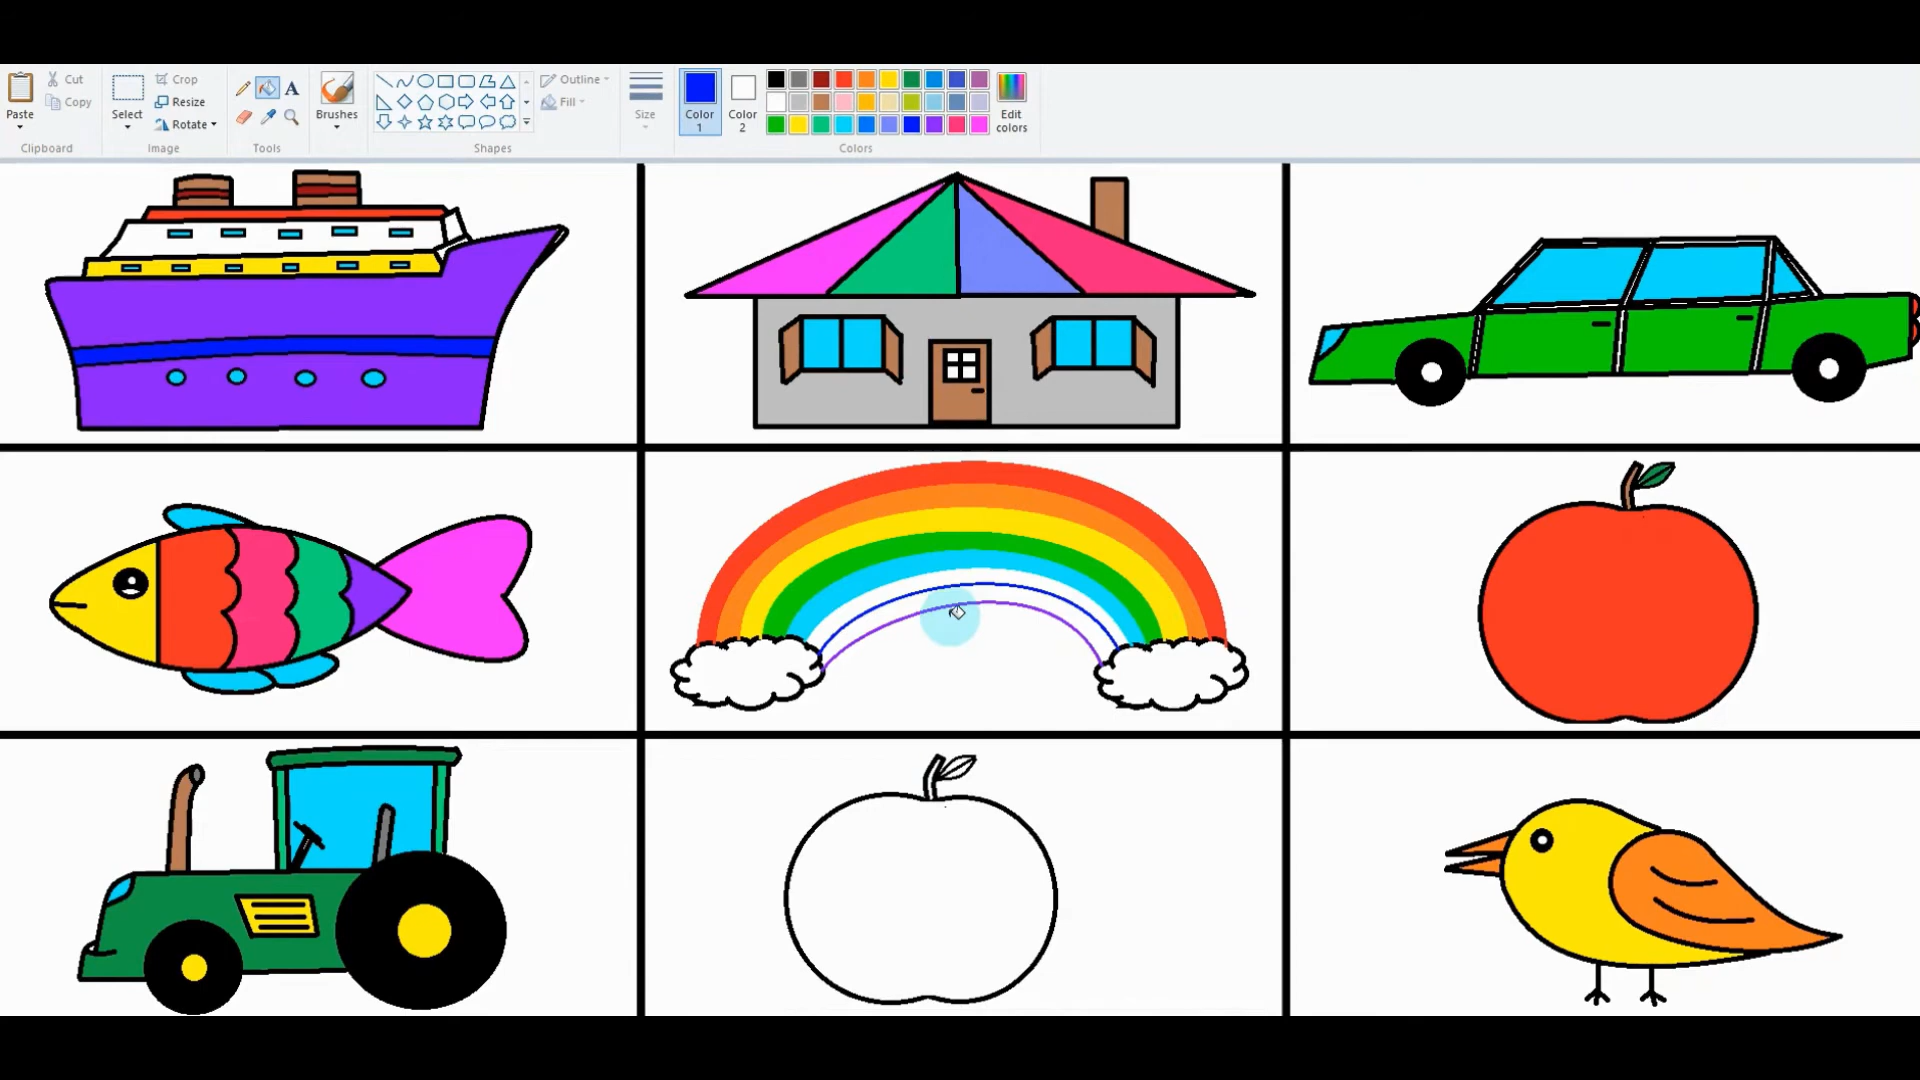 Paste
Cut
Copy
Clipboard
Select
Crop
Resize
Rotate
Image
A
Tools
Brushes
Outline
Fill
Shapes
Size
Color
1
Color
2
Edit
colors
Colors